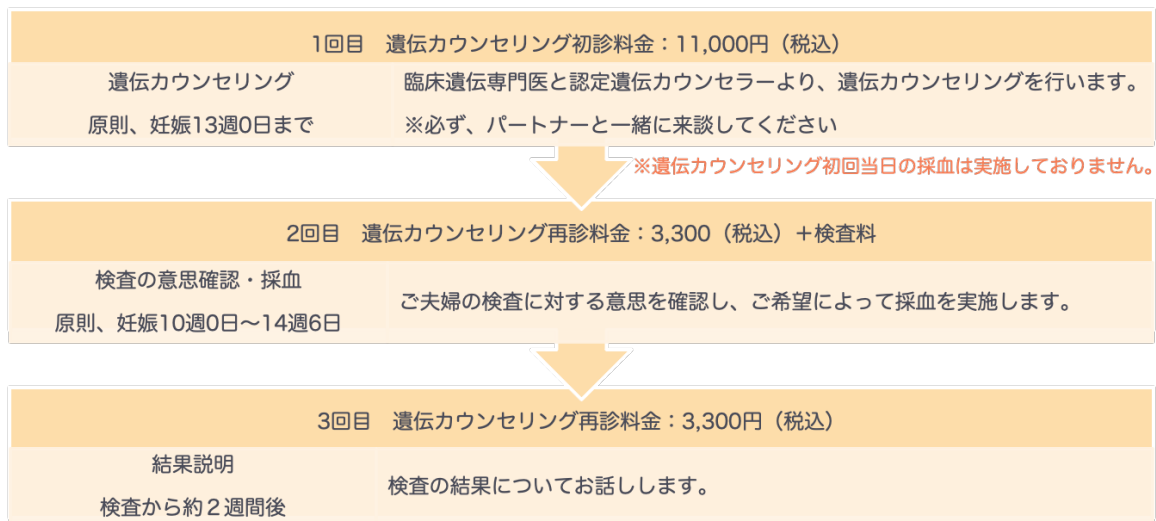 1回目　遺伝カウンセリング初診料金：11,000円（税込）
遺伝カウンセリング
原則、妊娠13週0日まで
臨床遺伝専門医と認定遺伝カウンセラーより、遺伝カウンセリングを行います。
※必ず、パートナーと一緒に来談してください
※遺伝カウンセリング初回当日の採血は実施しておりません。
2回目　遺伝カウンセリング再診料金：3,300（税込）＋検査料
検査の意思確認・採血
原則、妊娠10週0日～14週6日
ご夫婦の検査に対する意思を確認し、ご希望によって採血を実施します。
3回目　遺伝カウンセリング再診料金：3,300円（税込）
結果説明
検査から約２週間後
検査の結果についてお話しします。